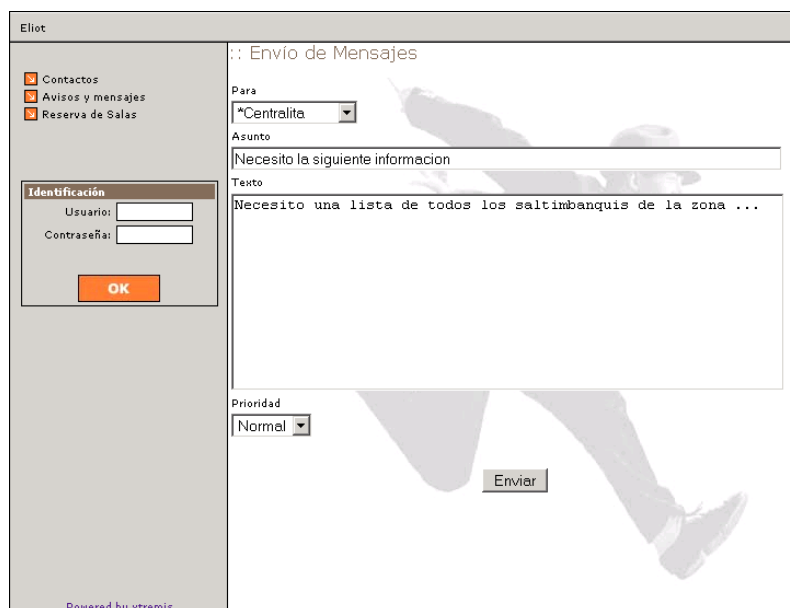 Eliot
:: Envío de Mensajes
Contactos
Avisos y mensajes
Reserva de Salas
Para
*Centralita
Asunto
Necesito la siguiente informacion
Texto
Necesito una lista de todos los saltimbanquis de la zona ...
Identificación
Usuario:
Contraseña:
OK
Prioridad
Normal
Enviar
Powered by xtremis